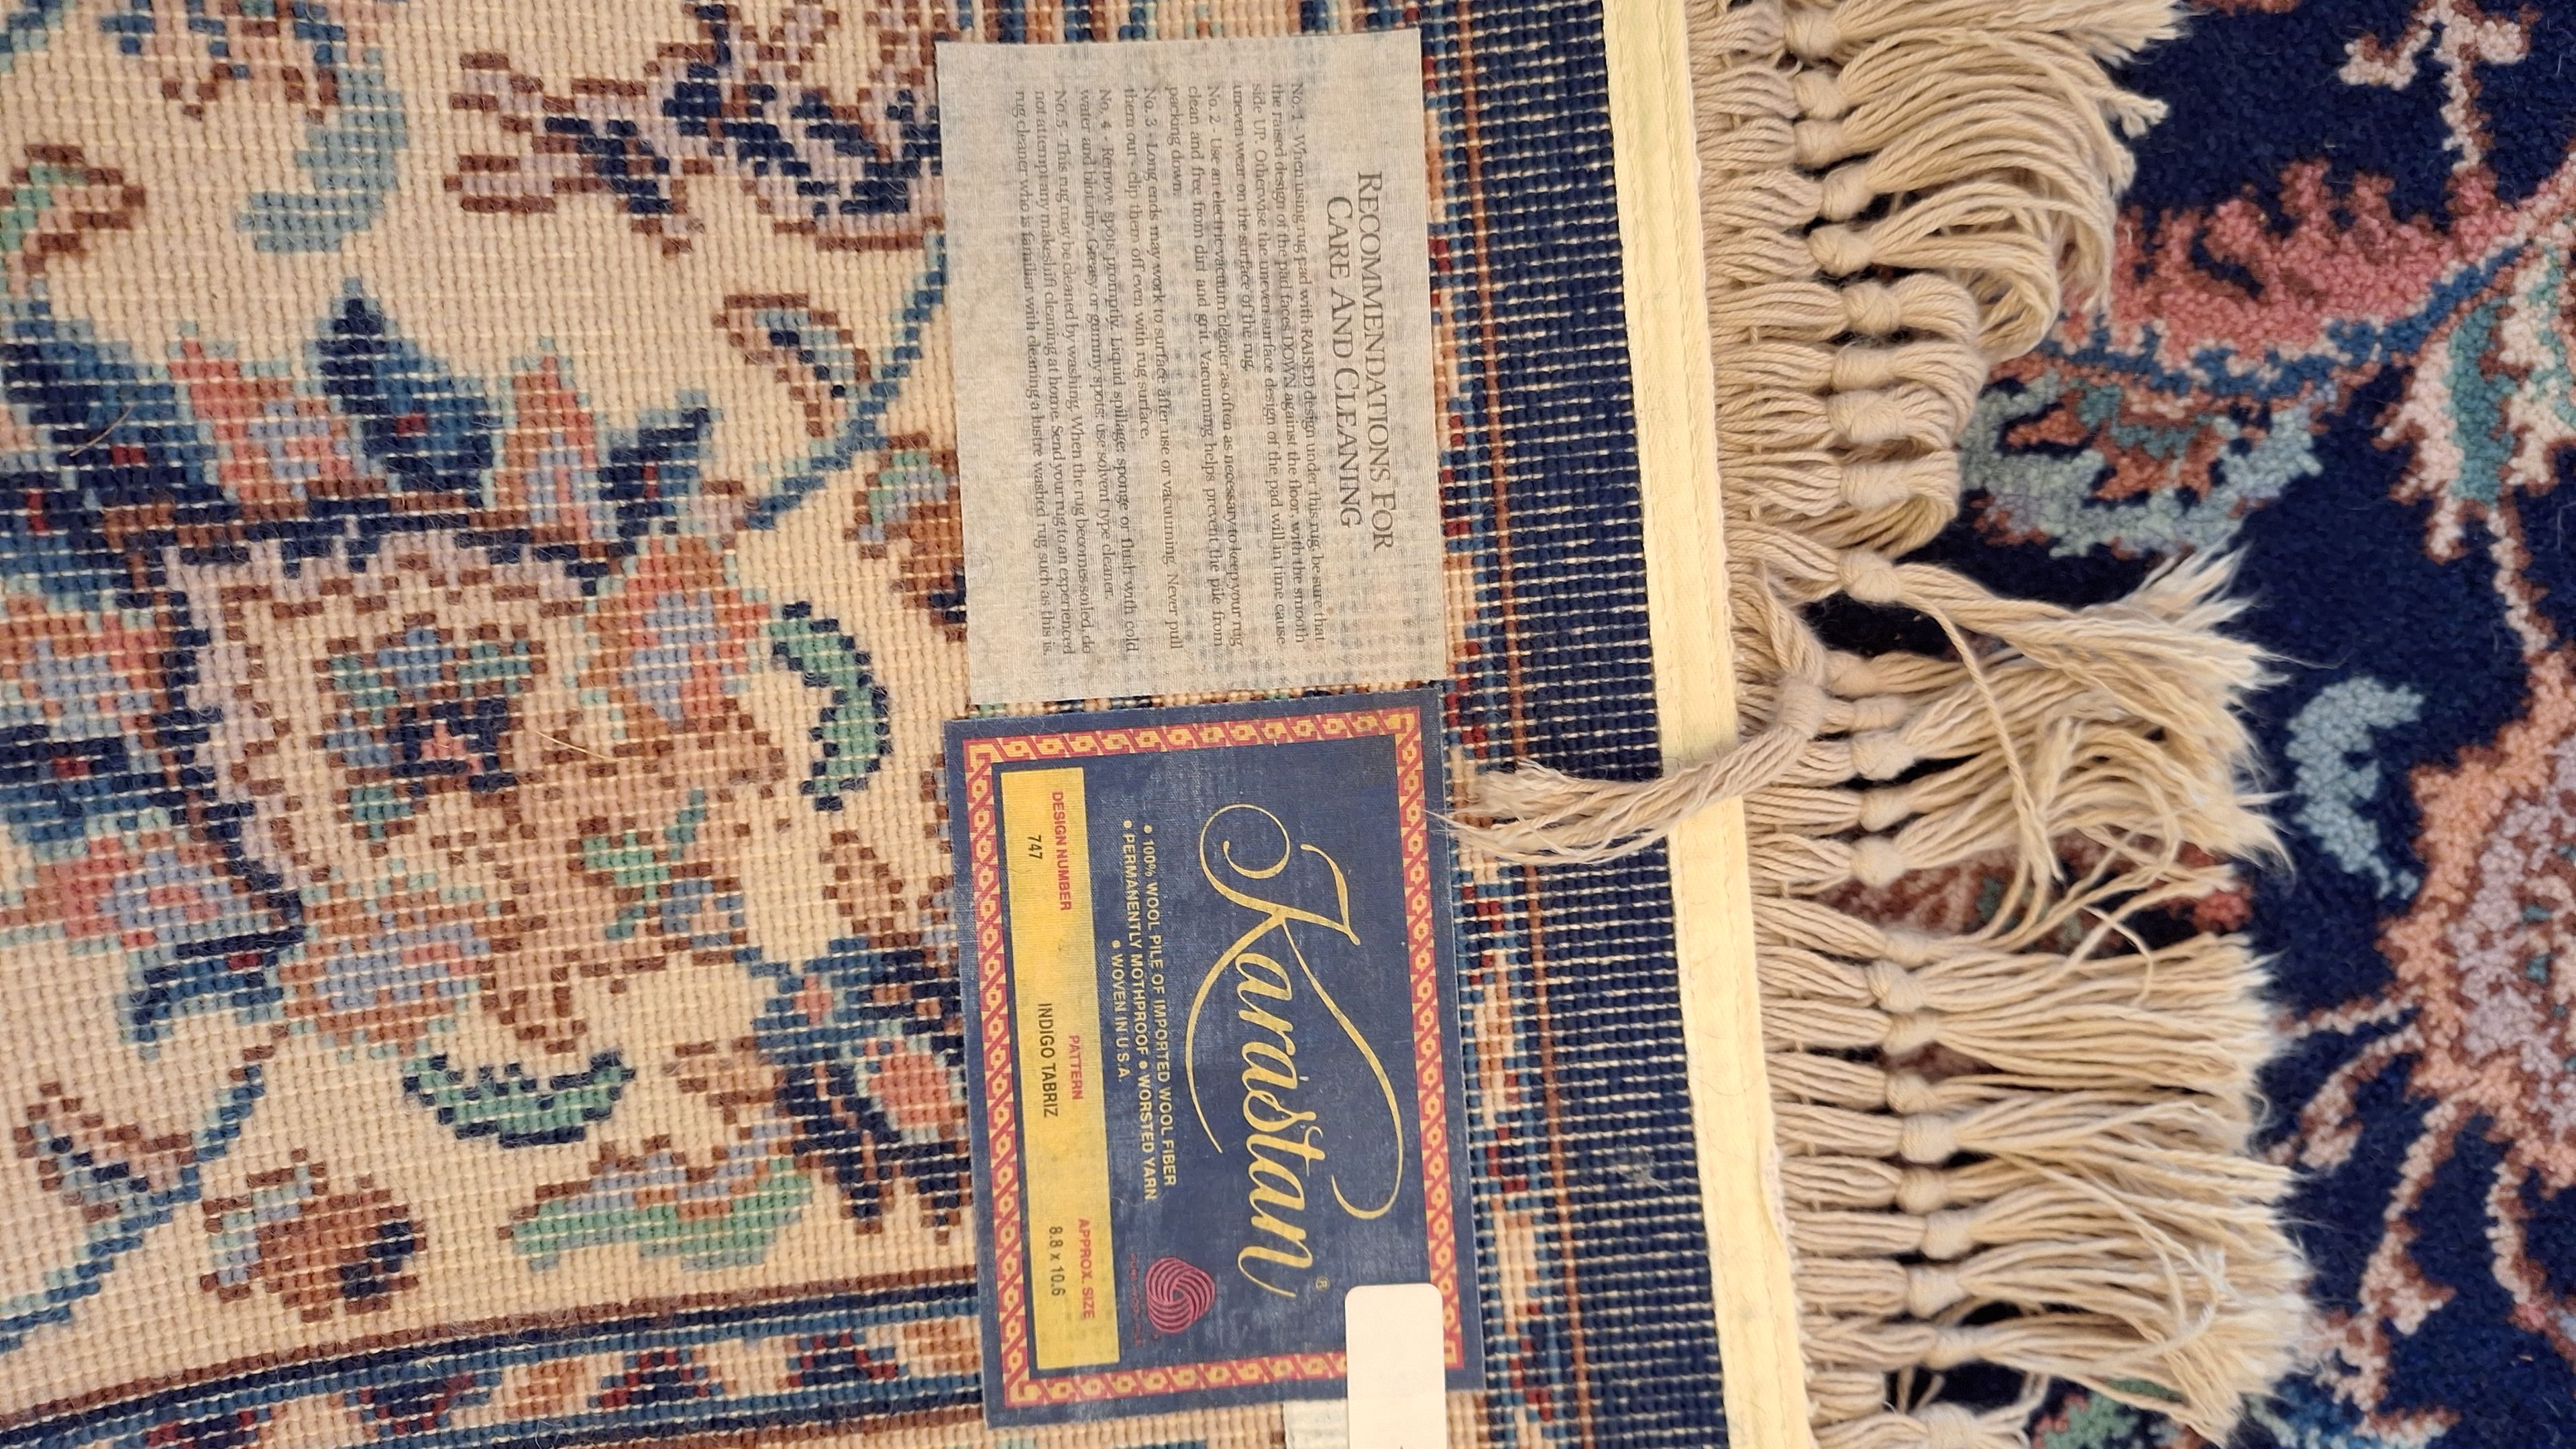 RECOMMENDATIONS FOR
CARE AND CLEANING
No. 1 - When using rug pad with RAISED design under this rug, be sure that
the raised design of the pad faces DOWN against the floor, with the smooth
side UP. Otherwise the uneven surface design of the pad will in time cause
uneven wear on the surface of the rug.
No. 2 - Use an electric vacuum cleaner as often as necessary to keep your rug
clean and free from dirt and grit. Vacuuming helps prevent the pile from
packing down.
No. 3 - Long ends may work to surface after use or vacuuming. Never pull
them out - clip them off even with rug surface.
No. 4 - Remove spots promptly. Liquid spillage: sponge or flush with cold
water and blot dry. Greasy or gummy spots: use solvent type cleaner.
No. 5 - This rug may be cleaned by washing. When the rug becomes soiled, do
not attempt any makeshift cleaning at home. Send your rug to an experienced
rug cleaner who is familiar with cleaning a lustre washed rug such as this is.
Karastan®
• 100% WOOL PILE OF IMPORTED WOOL FIBER
• PERMANENTLY MOTHPROOF • WORSTED YARN
• WOVEN IN U.S.A.
DESIGN NUMBER PATTERN APPROX. SIZE
747 INDIGO TABRIZ 8.8 x 10.6